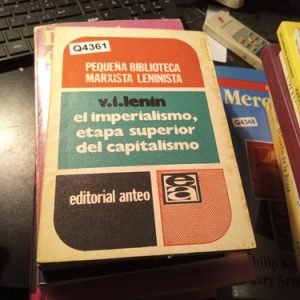 Q4361
PEQUEÑA BIBLIOTECA
MARXISTA LENINISTA
v.i.lenin
el imperialismo,
etapa superior
del capitalismo
editorial anteo
Merc
Q4348